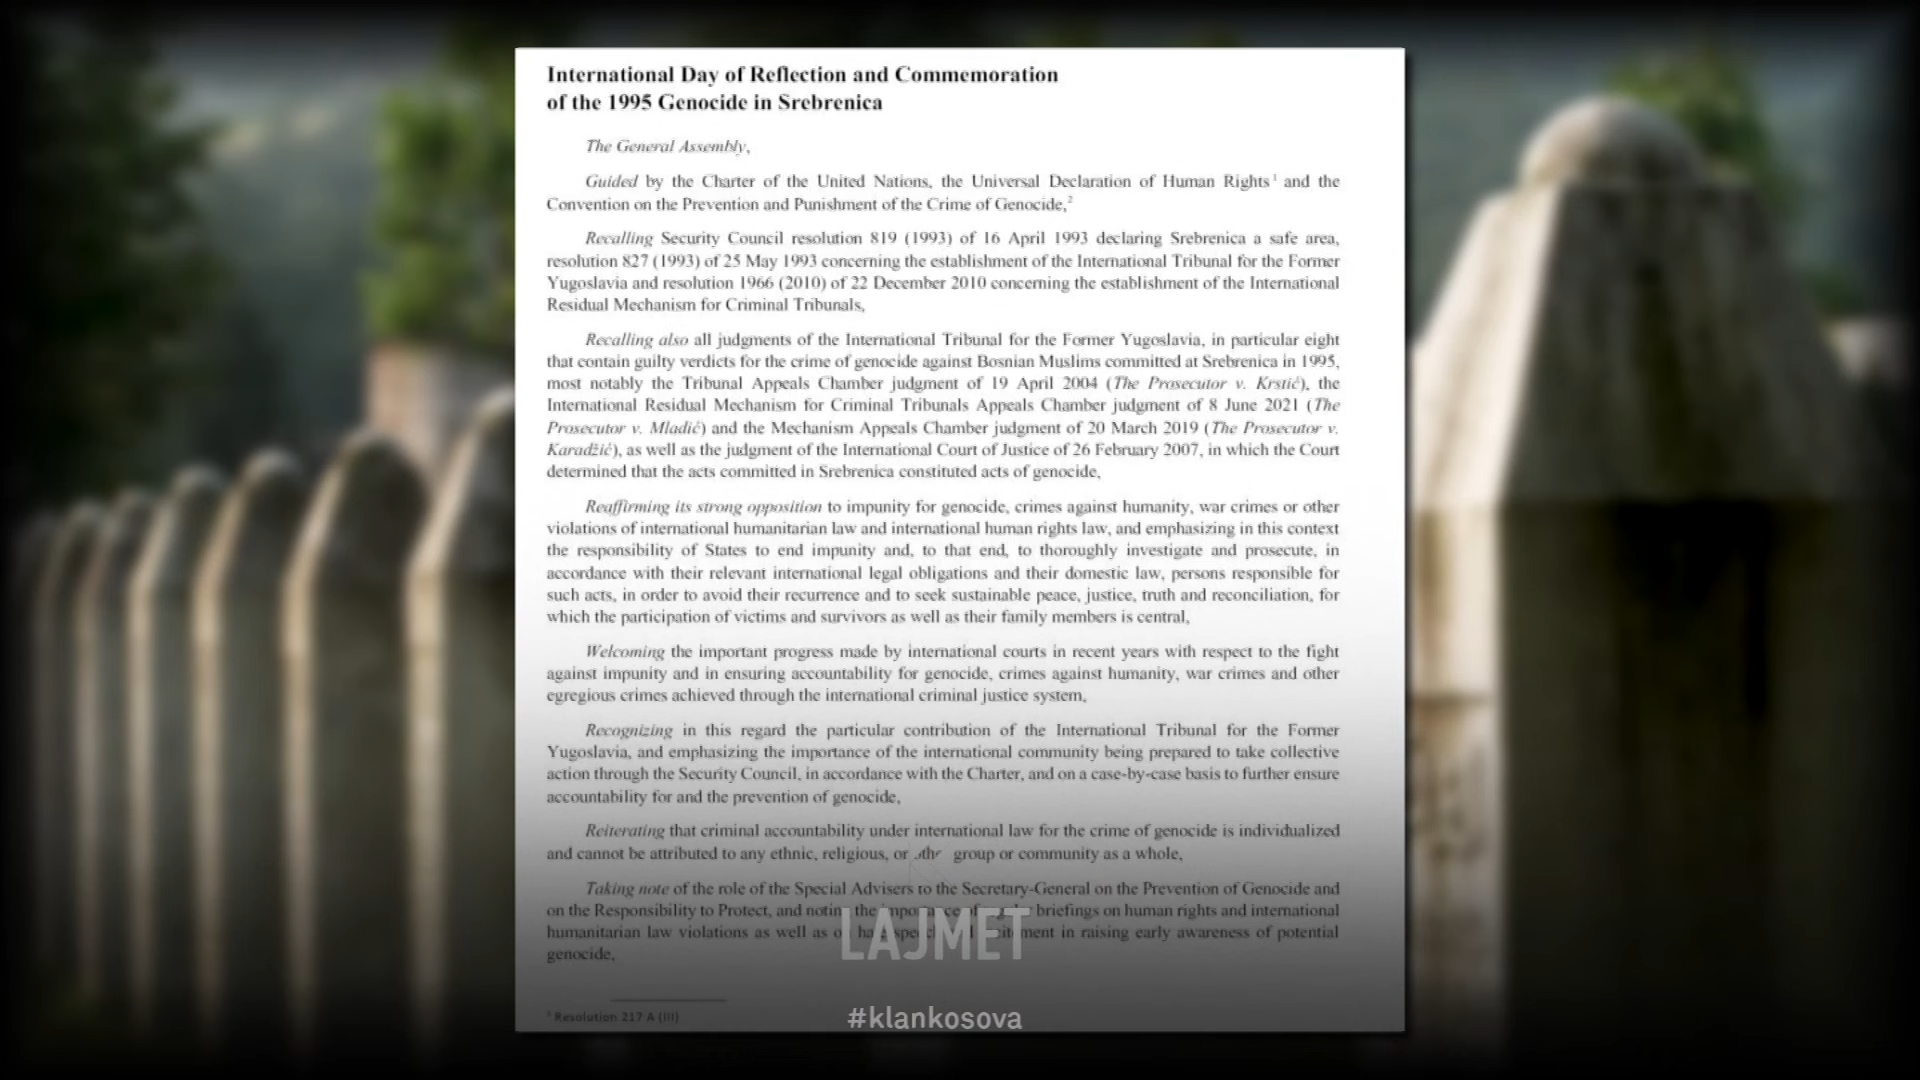 International Day of Reflection and Commemoration
of the 1995 Genocide in Srebrenica
The General Assembly,
Guided by the Charter of the United Nations, the Universal Declaration of Human Rights¹ and the
Convention on the Prevention and Punishment of the Crime of Genocide,²
Recalling Security Council resolution 819 (1993) of 16 April 1993 declaring Srebrenica a safe area,
resolution 827 (1993) of 25 May 1993 concerning the establishment of the International Tribunal for the Former
Yugoslavia and resolution 1966 (2010) of 22 December 2010 concerning the establishment of the International
Residual Mechanism for Criminal Tribunals,
Recalling also all judgments of the International Tribunal for the Former Yugoslavia, in particular eight
that contain guilty verdicts for the crime of genocide against Bosnian Muslims committed at Srebrenica in 1995,
most notably the Tribunal Appeals Chamber judgment of 19 April 2004 (The Prosecutor v. Krstić), the
International Residual Mechanism for Criminal Tribunals Appeals Chamber judgment of 8 June 2021 (The
Prosecutor v. Mladić) and the Mechanism Appeals Chamber judgment of 20 March 2019 (The Prosecutor v.
Karadžić), as well as the judgment of the International Court of Justice of 26 February 2007, in which the Court
determined that the acts committed in Srebrenica constituted acts of genocide,
Reaffirming its strong opposition to impunity for genocide, crimes against humanity, war crimes or other
violations of international humanitarian law and international human rights law, and emphasizing in this context
the responsibility of States to end impunity and, to that end, to thoroughly investigate and prosecute, in
accordance with their relevant international legal obligations and their domestic law, persons responsible for
such acts, in order to avoid their recurrence and to seek sustainable peace, justice, truth and reconciliation, for
which the participation of victims and survivors as well as their family members is central,
Welcoming the important progress made by international courts in recent years with respect to the fight
against impunity and in ensuring accountability for genocide, crimes against humanity, war crimes and other
egregious crimes achieved through the international criminal justice system,
Recognizing in this regard the particular contribution of the International Tribunal for the Former
Yugoslavia, and emphasizing the importance of the international community being prepared to take collective
action through the Security Council, in accordance with the Charter, and on a case-by-case basis to further ensure
accountability for and the prevention of genocide,
Reiterating that criminal accountability under international law for the crime of genocide is individualized
and cannot be attributed to any ethnic, religious, or group or community as a whole,
Taking note of the role of the Special Advisers to the Secretary-General on the Prevention of Genocide and
on the Responsibility to Protect, and noting the importance of briefings on human rights and international
humanitarian law violations as well as in raising early awareness of potential
genocide,
¹ Resolution 217 A (III)
LAJMET
#klankosova